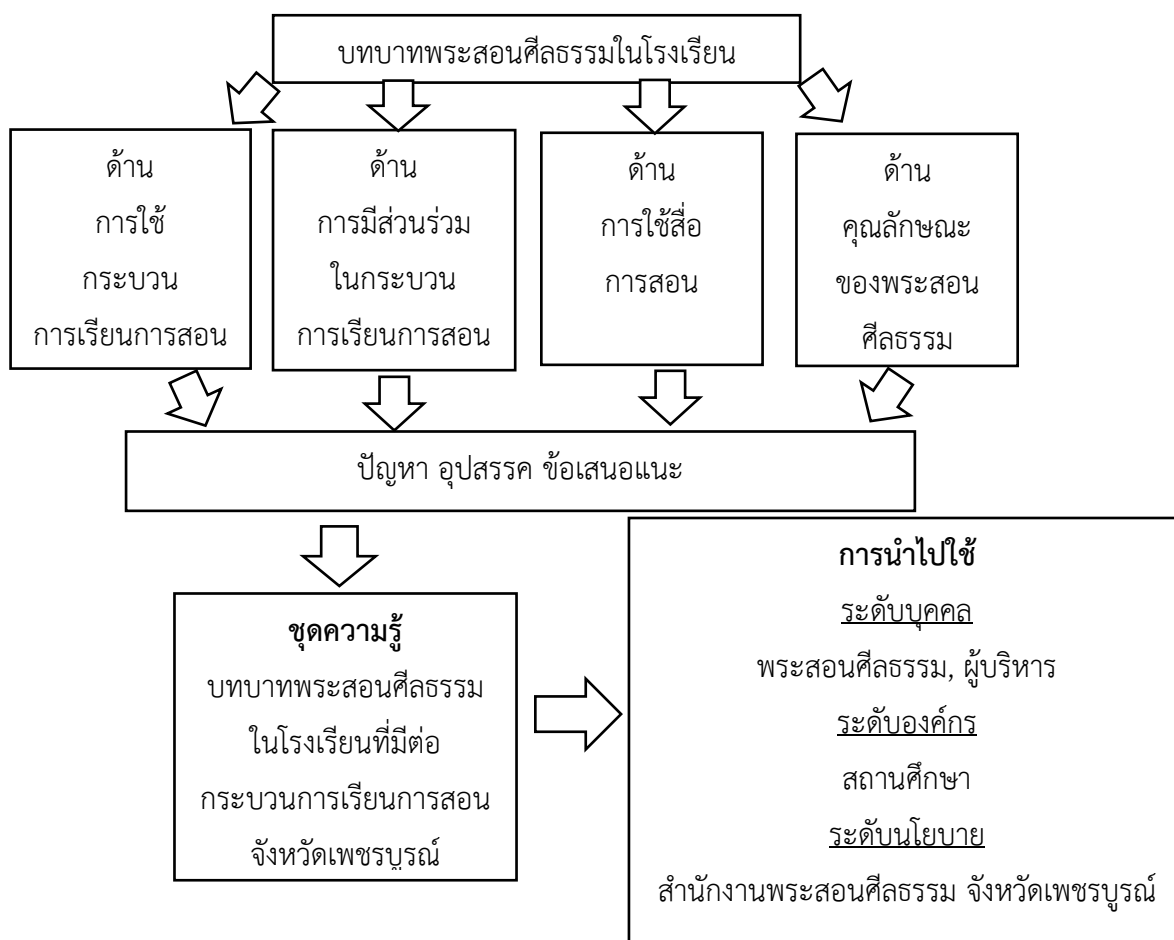 บทบาทพระสอนศีลธรรมในโรงเรียน
ด้าน
การใช้
กระบวน
การเรียนการสอน
ด้าน
การมีส่วนร่วม
ในกระบวน
การเรียนการสอน
ด้าน
การใช้สื่อ
การสอน
ด้าน
คุณลักษณะ
ของพระสอน
ศีลธรรม
ปัญหา อุปสรรค ข้อเสนอแนะ
ชุดความรู้
บทบาทพระสอนศีลธรรม
ในโรงเรียนที่มีต่อ
กระบวนการเรียนการสอน
จังหวัดเพชรบูรณ์
การนำไปใช้
ระดับบุคคล
พระสอนศีลธรรม, ผู้บริหาร
ระดับองค์กร
สถานศึกษา
ระดับนโยบาย
สำนักงานพระสอนศีลธรรม จังหวัดเพชรบูรณ์